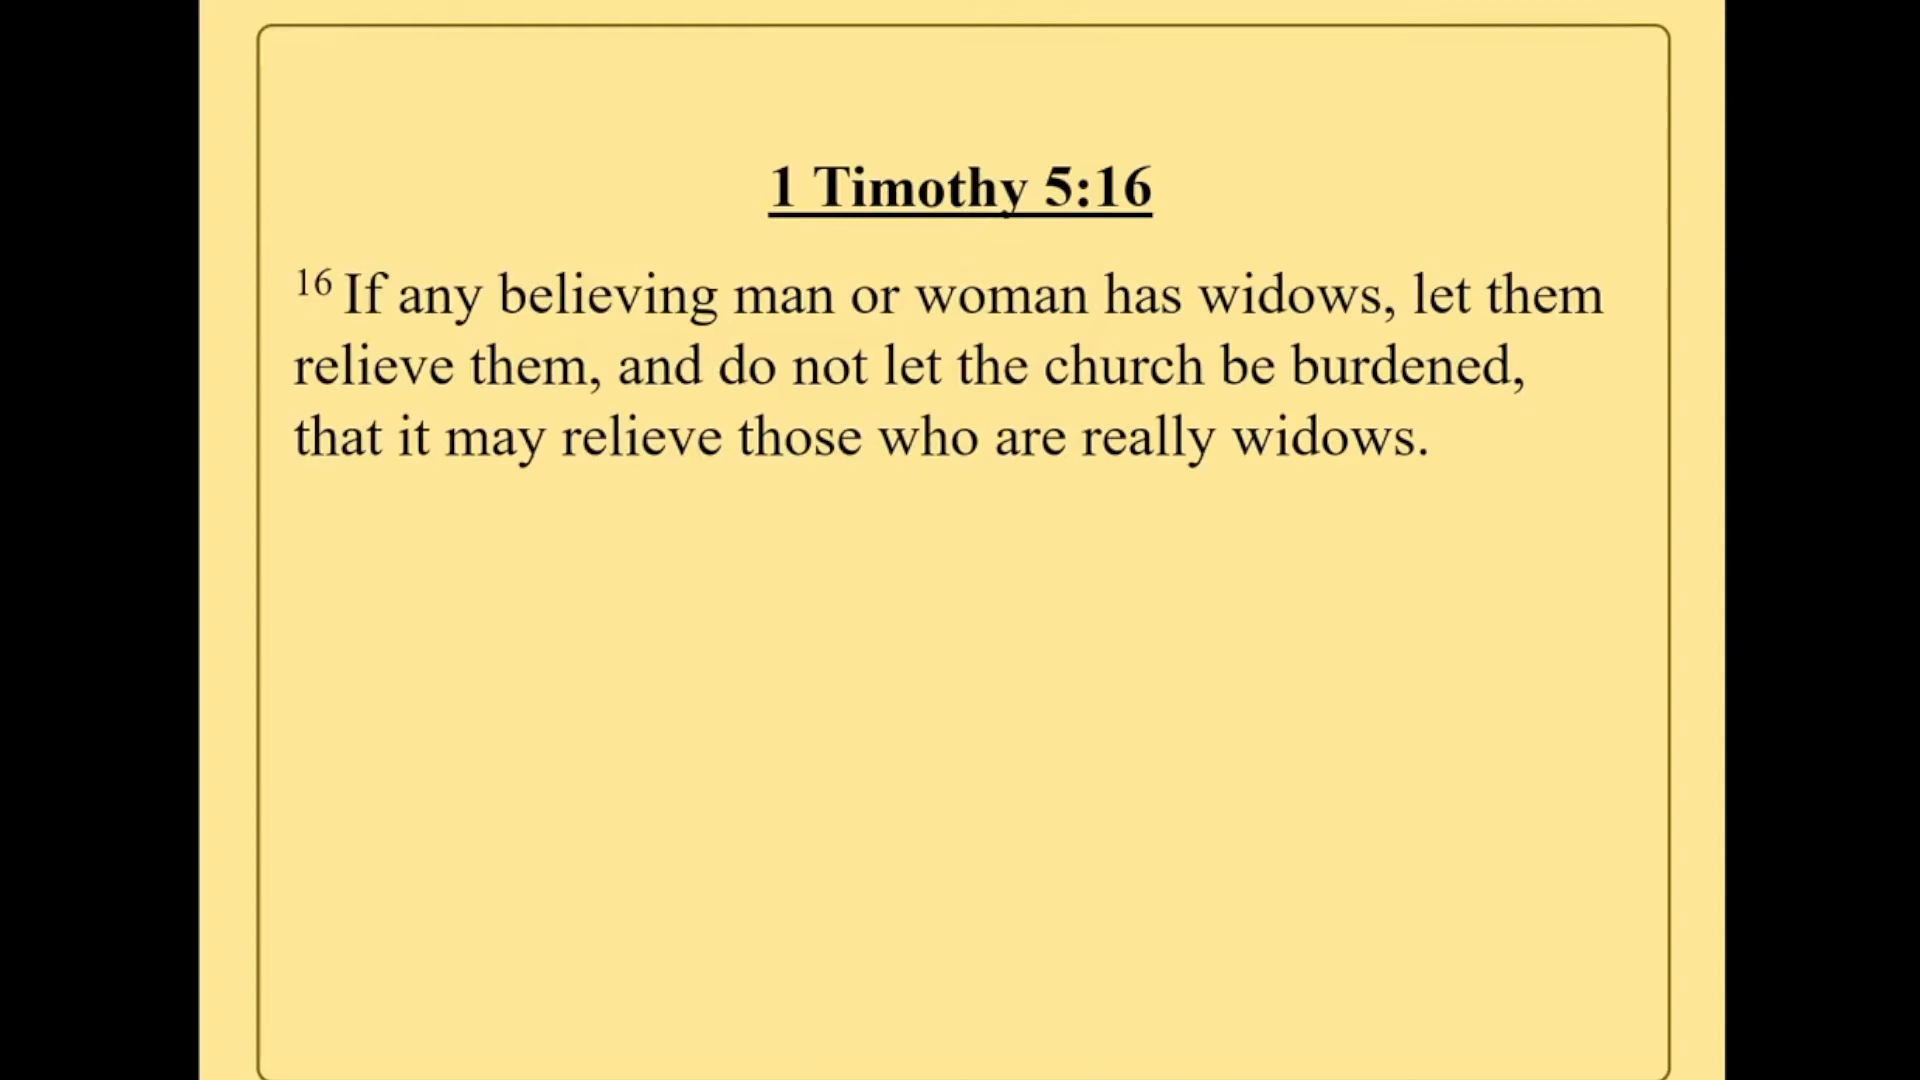 1 Timothy 5:16
16 If any believing man or woman has widows, let them
relieve them, and do not let the church be burdened,
that it may relieve those who are really widows.